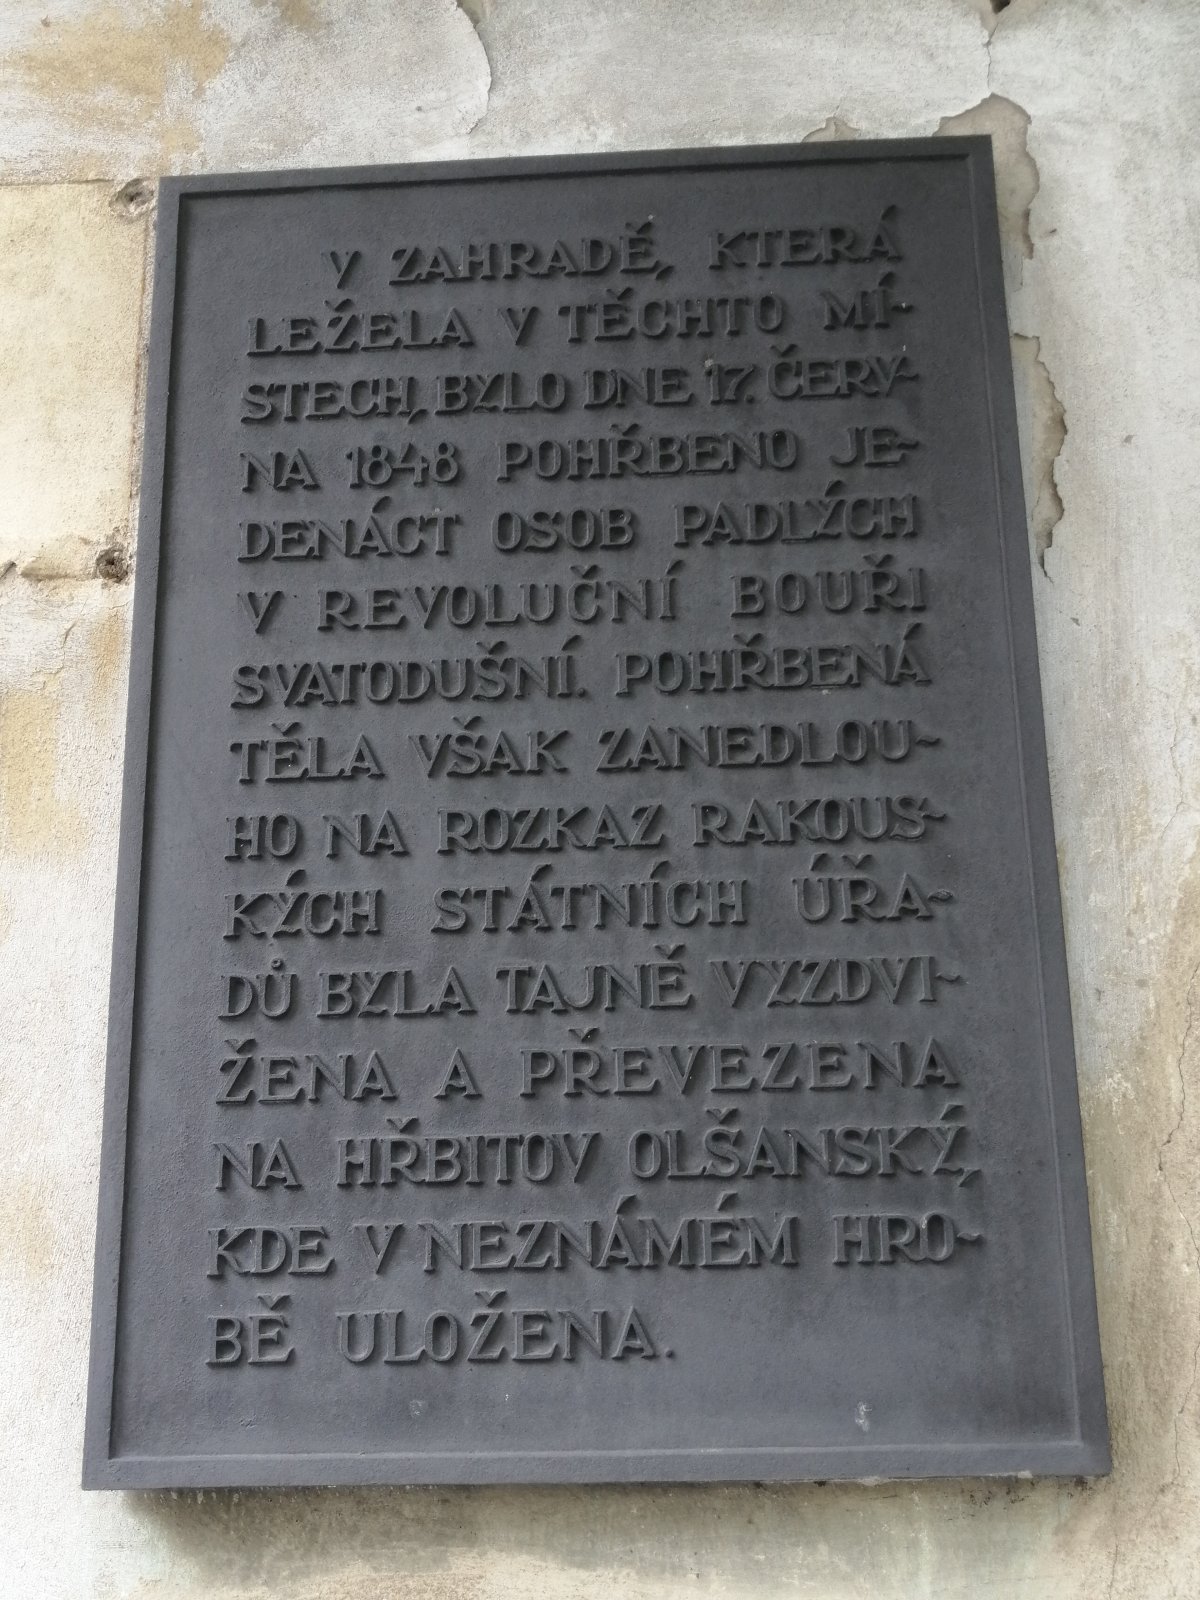 V ZAHRADĚ, KTERÁ
LEŽELA V TĚCHTO MÍ-
STECH, BYLO DNE 17. ČERV-
NA 1848 POHŘBENO JE-
DENÁCT OSOB PADLÝCH
V REVOLUČNÍ BOUŘI
SVATODUŠNÍ. POHŘBENÁ
TĚLA VŠAK ZANEDLOU-
HO NA ROZKAZ RAKOUS-
KÝCH STÁTNÍCH ÚŘA-
DŮ BYLA TAJNĚ VYZDVI-
ŽENA A PŘEVEZENA
NA HŘBITOV OLŠANSKÝ,
KDE V NEZNÁMÉM HRO-
BĚ ULOŽENA.